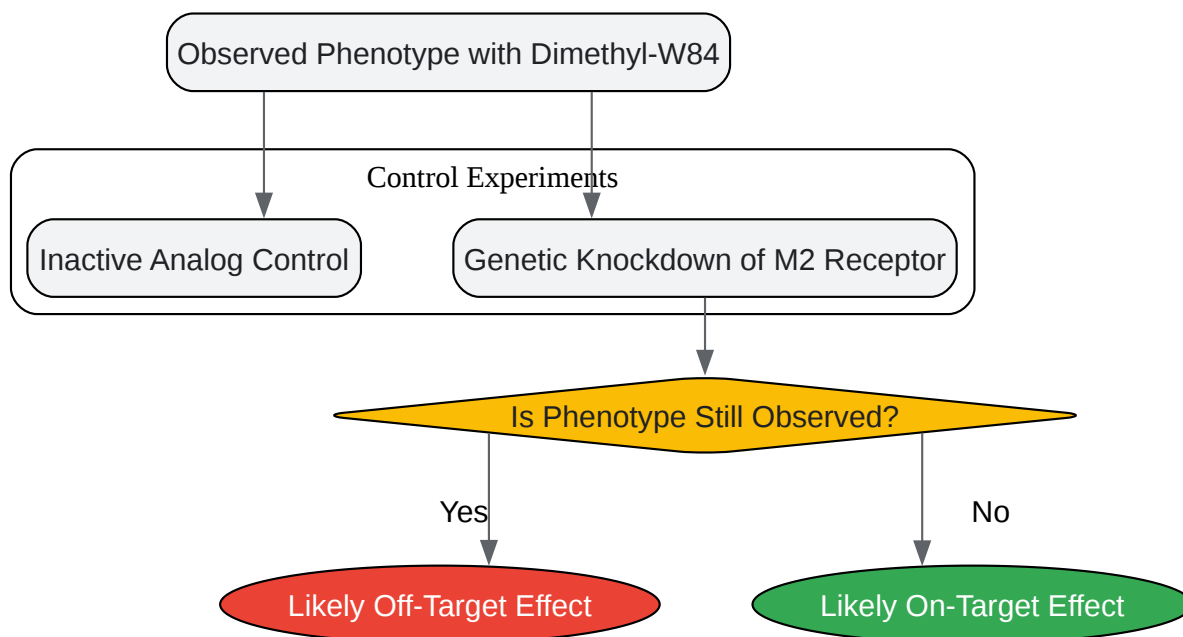 Observed Phenotype with Dimethyl-W84
Control Experiments
Inactive Analog Control
Genetic Knockdown of M2 Receptor
Is Phenotype Still Observed?
Yes
No
Likely Off-Target Effect
Likely On-Target Effect